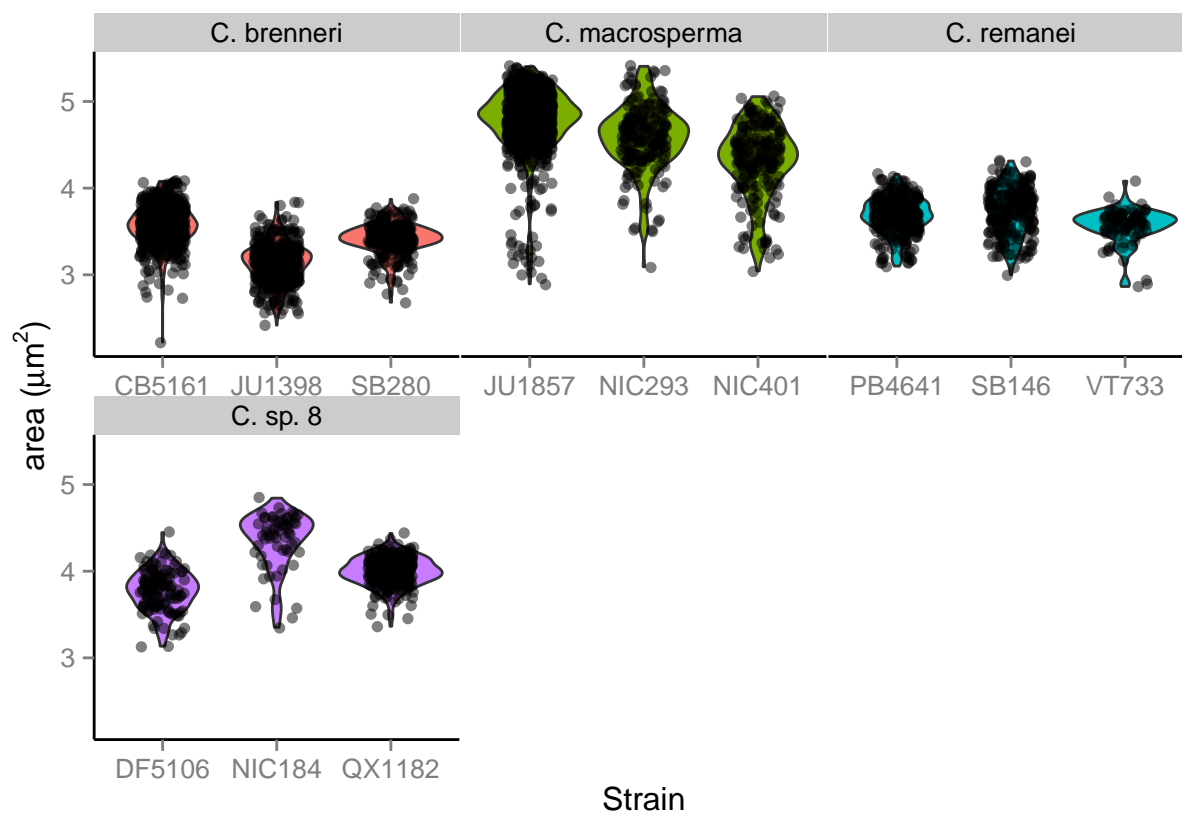 C. brenneri C. macrosperma C. remanei
5
4
3
CB5161 JU1398 SB280 JU1857 NIC293 NIC401 PB4641 SB146 VT733
area (μm²)
C. sp. 8
5
4
3
DF5106 NIC184 QX1182
Strain